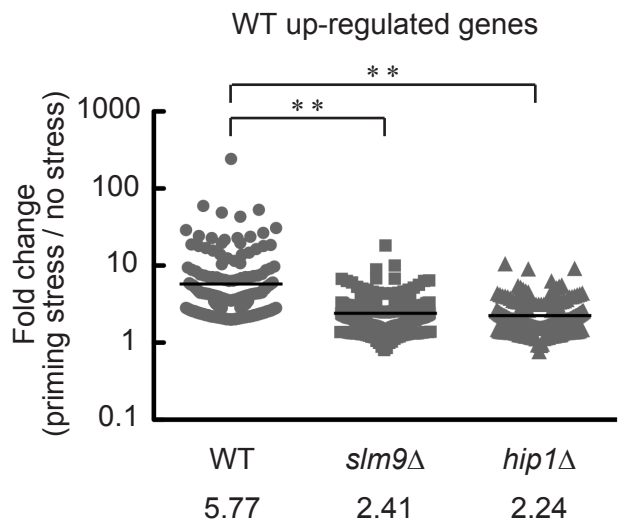 WT up-regulated genes
* *
* *
Fold change
(priming stress / no stress)
1000
100
10
1
0.1
WT slm9Δ hip1Δ
5.77 2.41 2.24